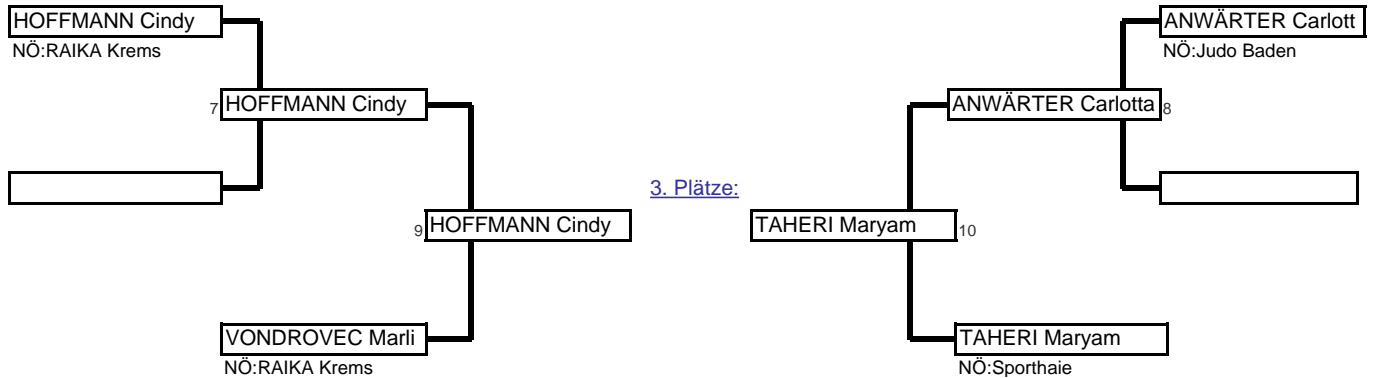 HOFFMANN Cindy
NÖ:RAIKA Krems
ANWÄRTER Carlott
NÖ:Judo Baden
7 HOFFMANN Cindy
ANWÄRTER Carlotta 8
3. Plätze:
9 HOFFMANN Cindy
TAHERI Maryam 10
VONDROVEC Marli
NÖ:RAIKA Krems
TAHERI Maryam
NÖ:Sporthaie